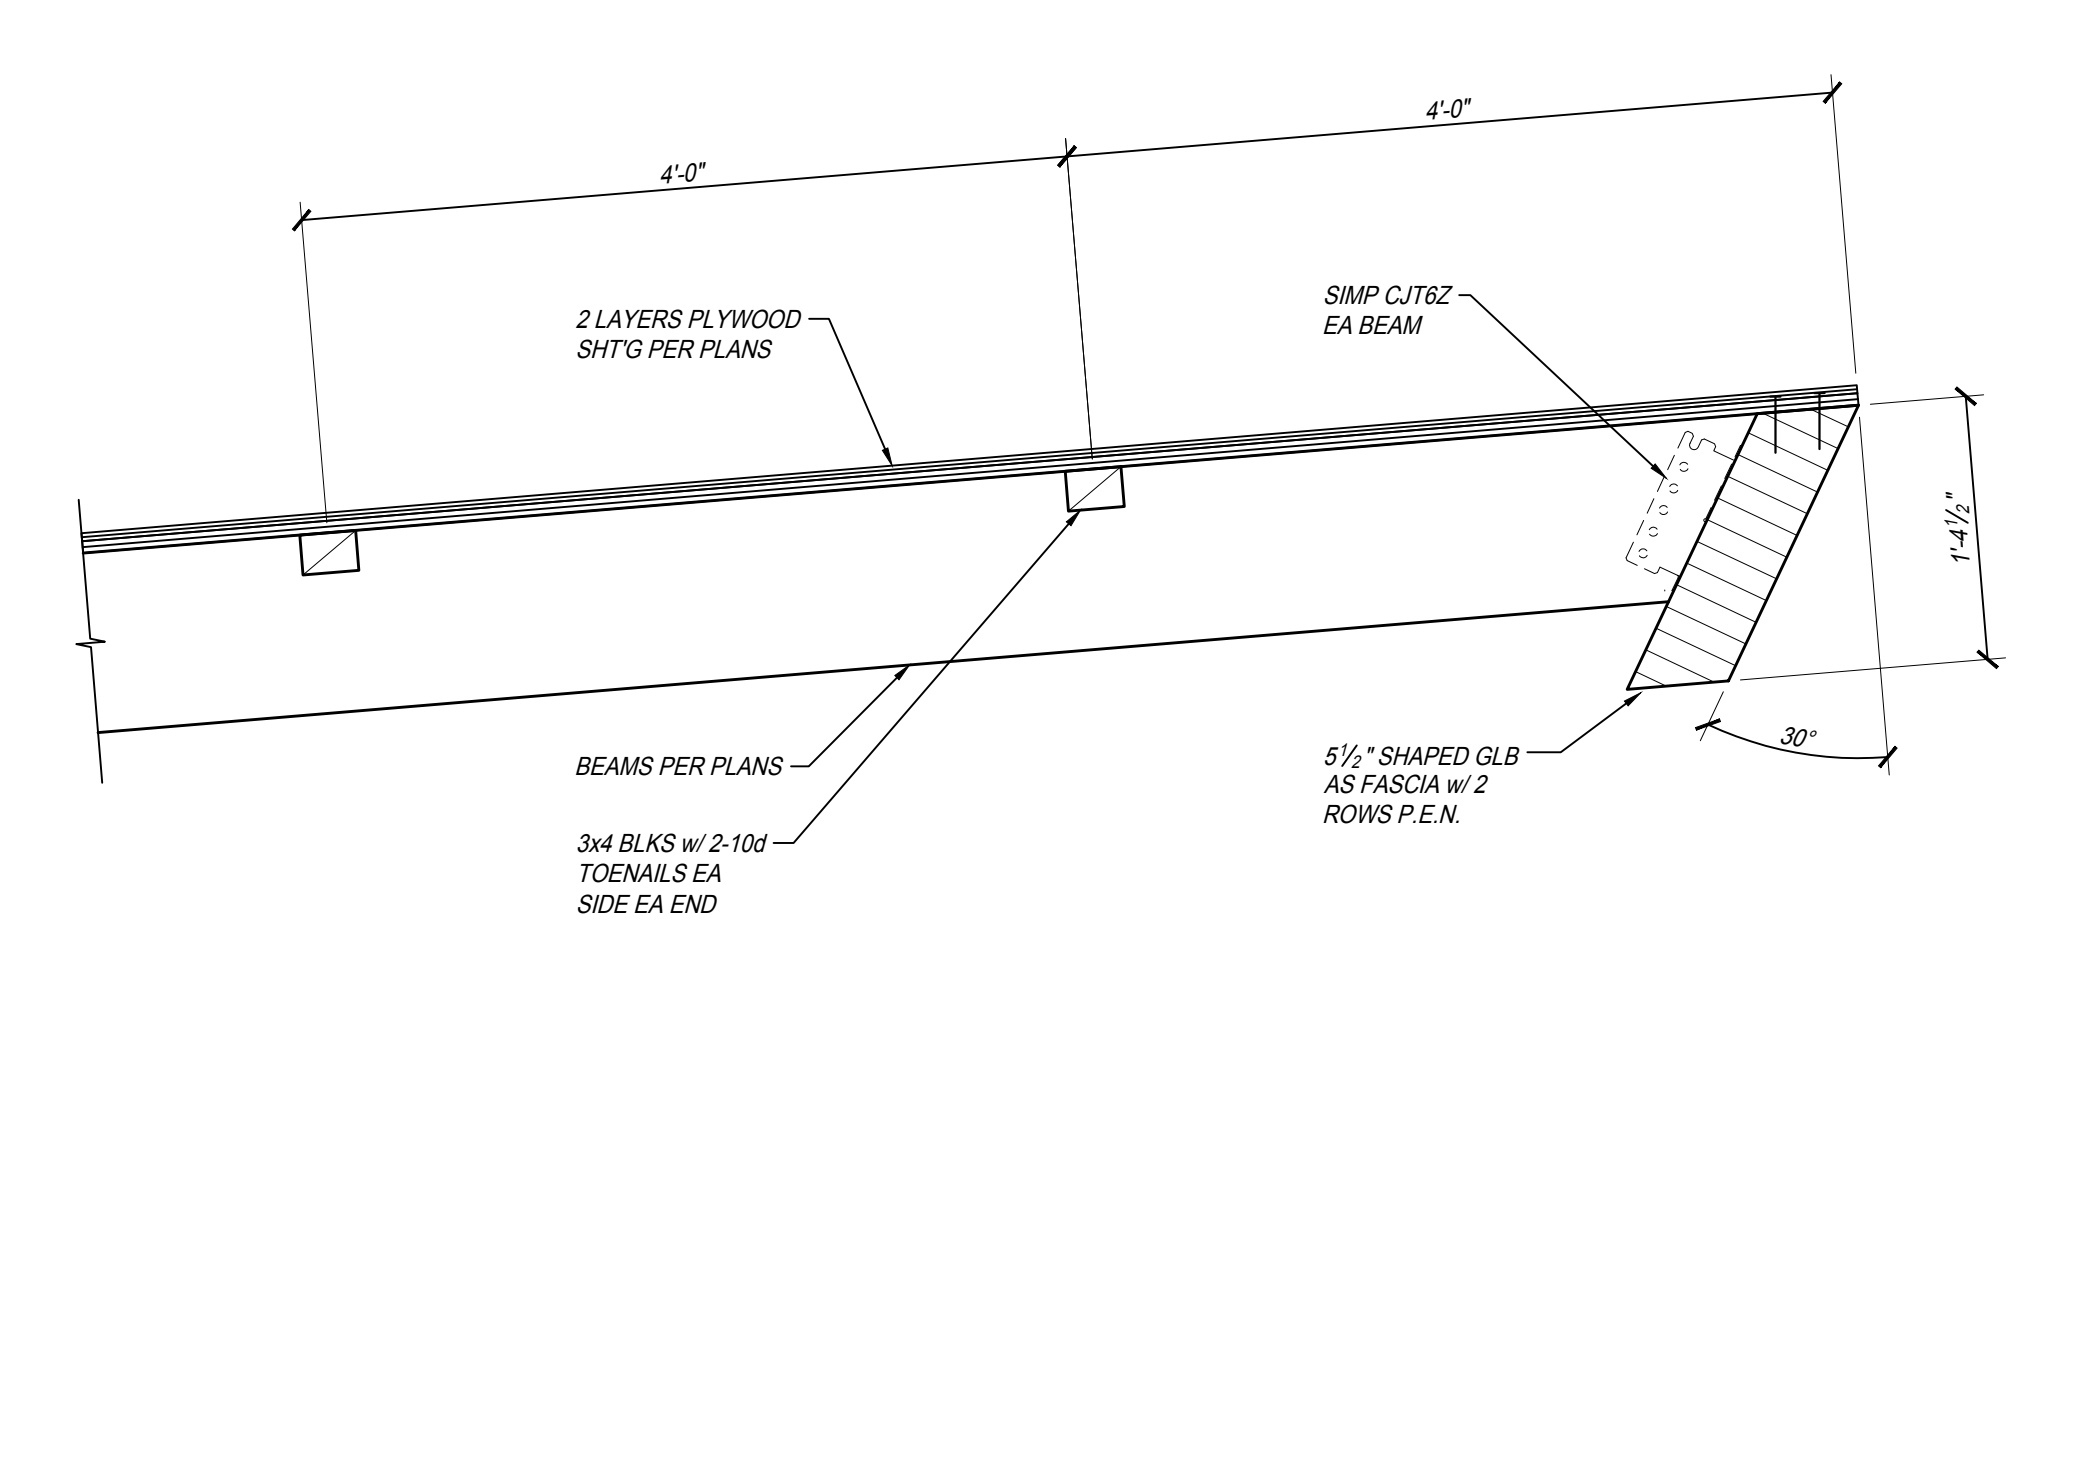 4'-0"
4'-0"
2 LAYERS PLYWOOD
SHT'G PER PLANS
SIMP CJT6Z
EA BEAM
1'-4½"
BEAMS PER PLANS
3x4 BLKS w/ 2-10d
TOENAILS EA
SIDE EA END
5½" SHAPED GLB
AS FASCIA w/ 2
ROWS P.E.N.
30°